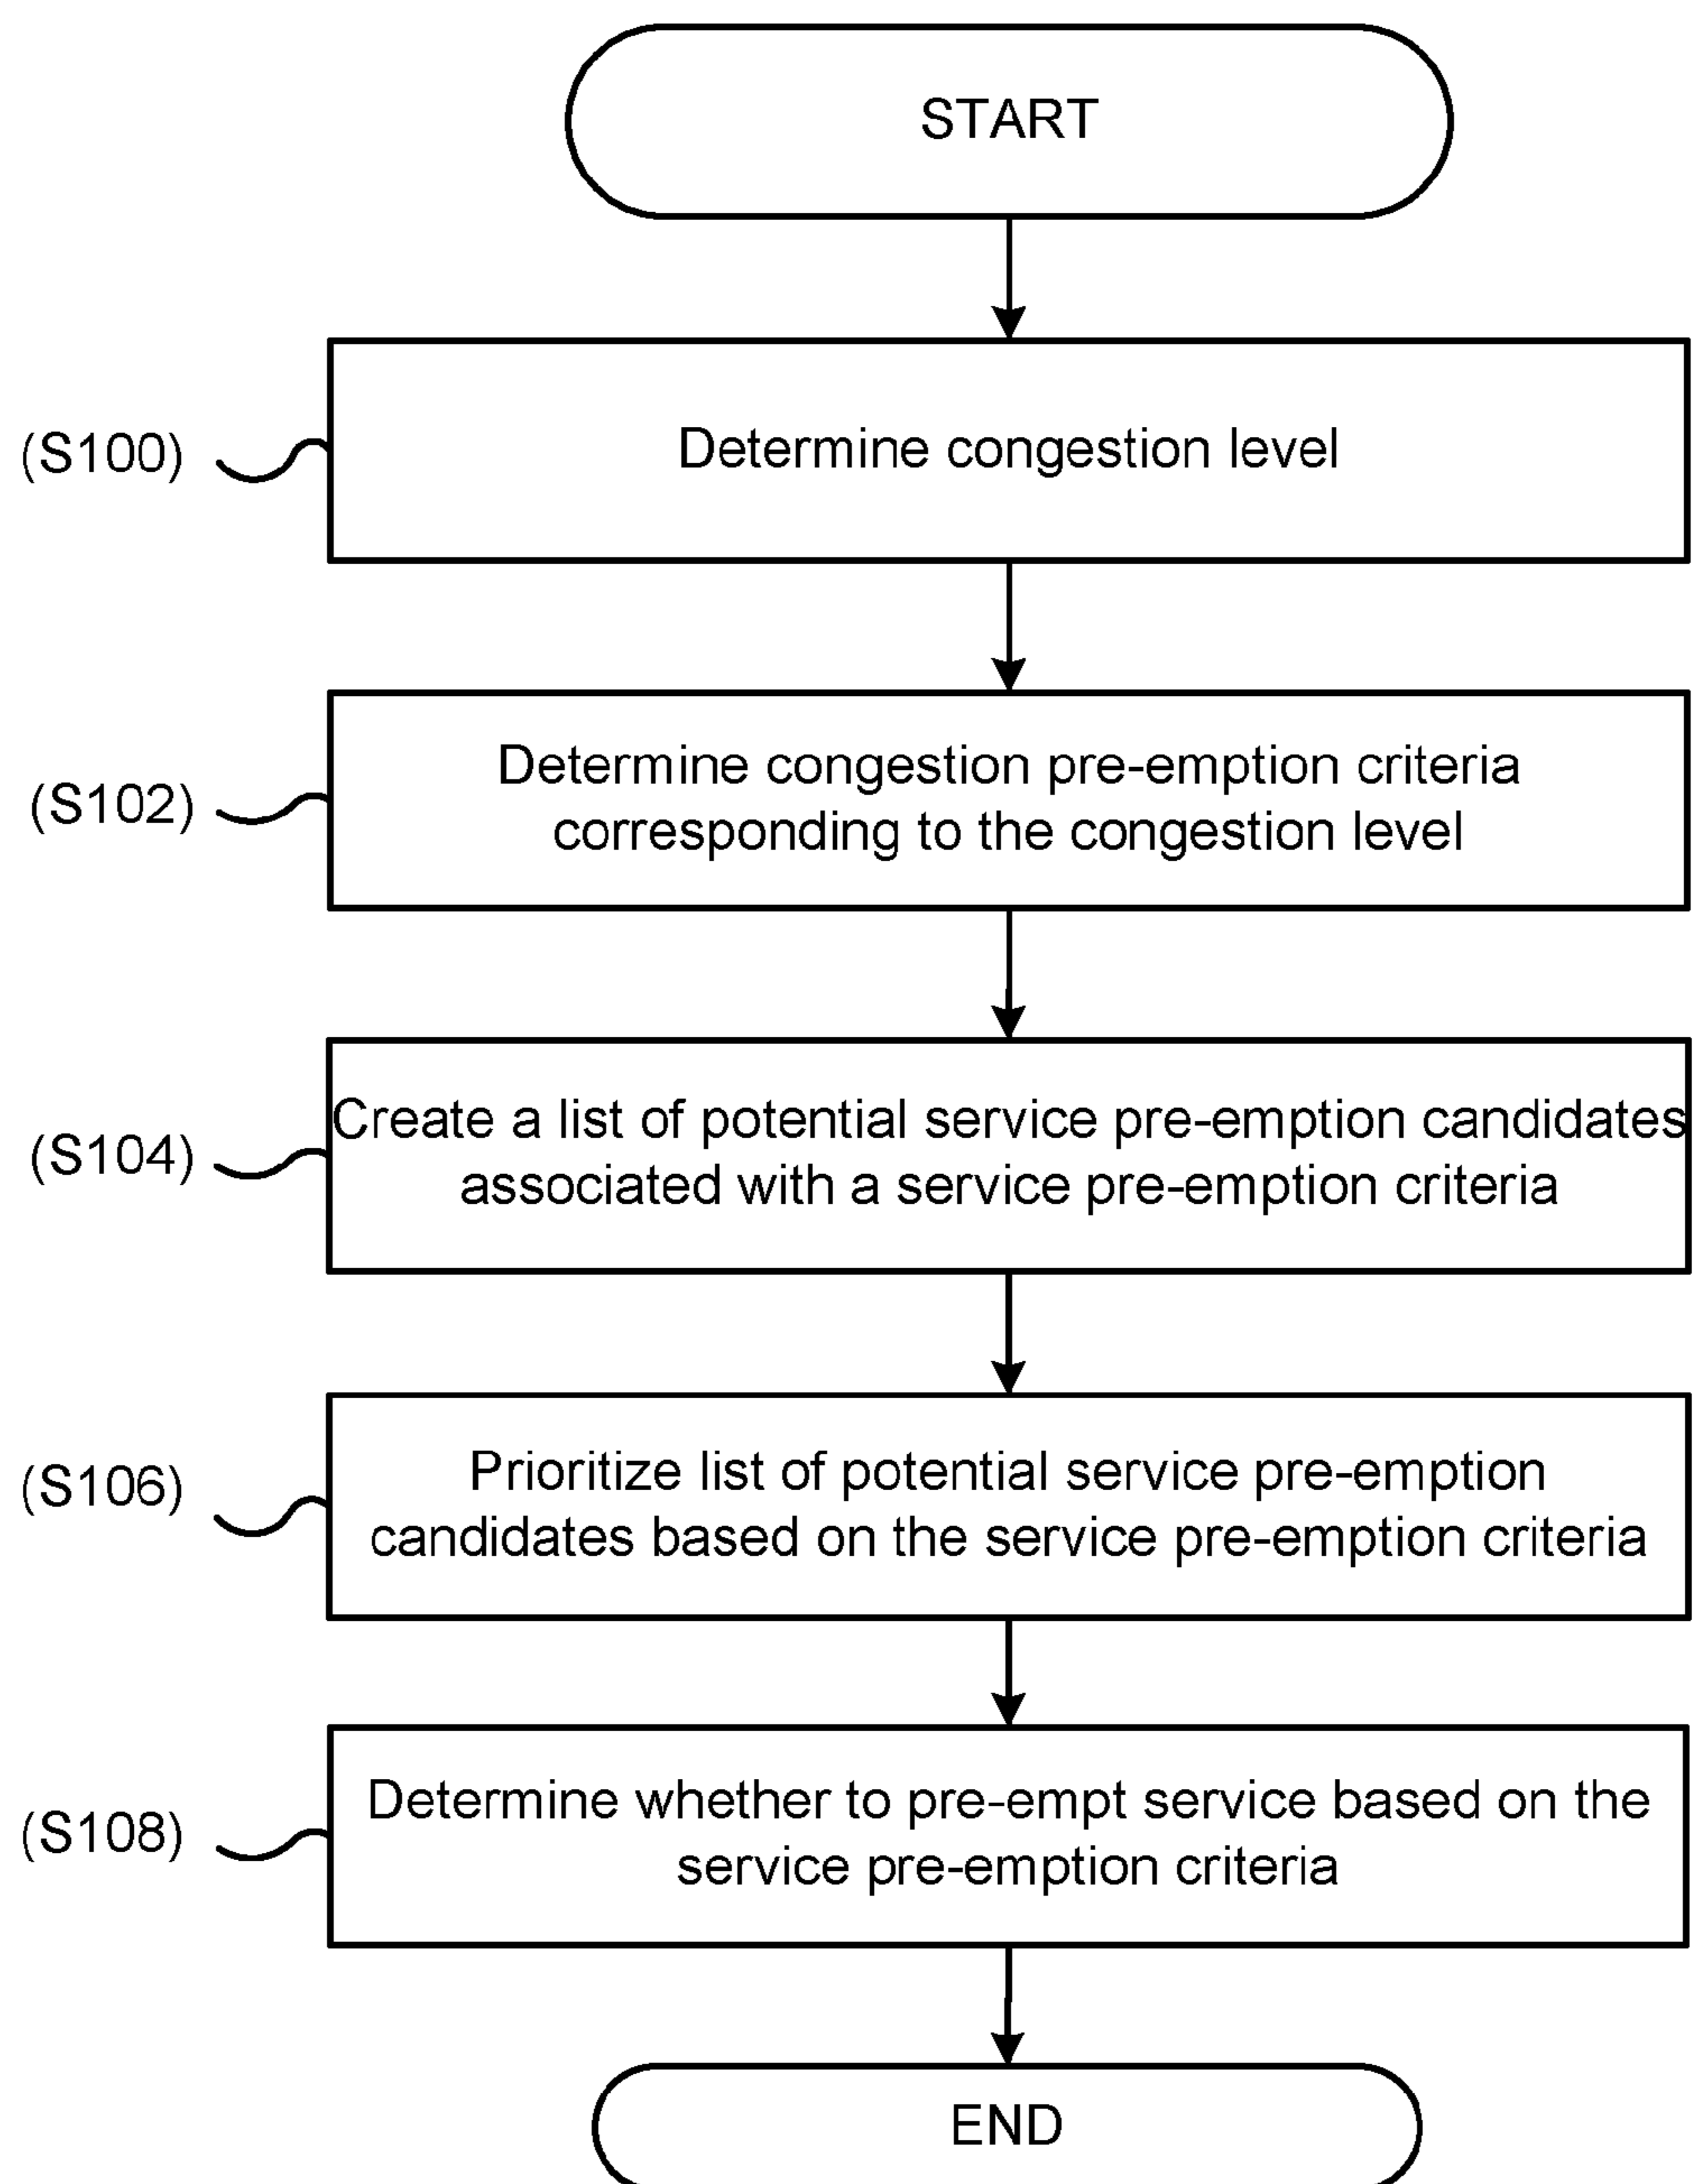 START
(S100)
Determine congestion level
(S102)
Determine congestion pre-emption criteria
corresponding to the congestion level
(S104)
Create a list of potential service pre-emption candidates
associated with a service pre-emption criteria
(S106)
Prioritize list of potential service pre-emption
candidates based on the service pre-emption criteria
(S108)
Determine whether to pre-empt service based on the
service pre-emption criteria
END